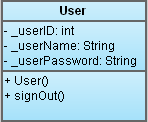 User
- _userID: int
- _userName: String
- _userPassword: String
+ User()
+ signOut()